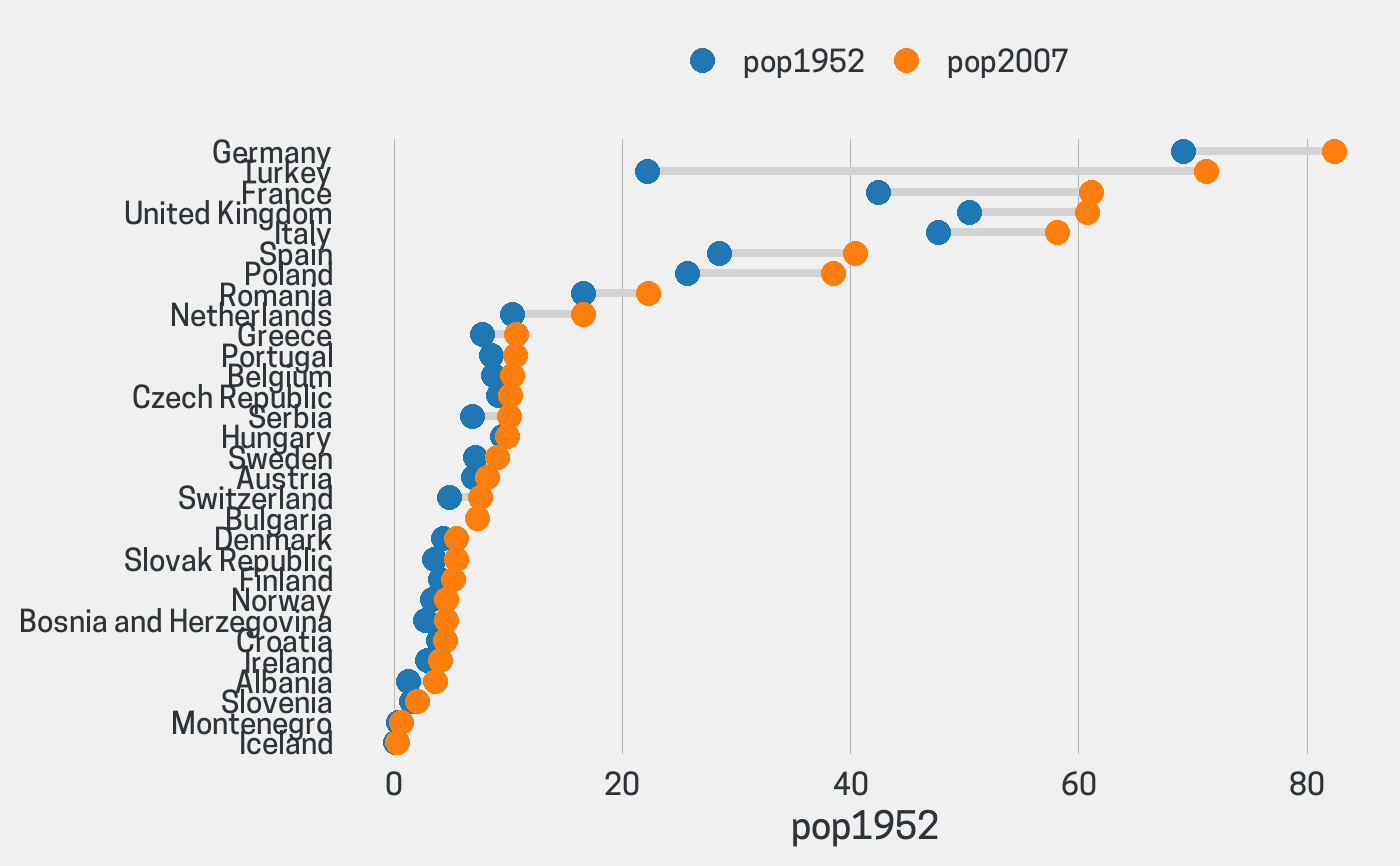 pop1952 pop2007
Germany
Turkey
France
United Kingdom
Italy
Spain
Poland
Romania
Netherlands
Greece
Portugal
Belgium
Czech Republic
Serbia
Hungary
Sweden
Austria
Switzerland
Bulgaria
Denmark
Slovak Republic
Finland
Norway
Bosnia and Herzegovina
Croatia
Ireland
Albania
Slovenia
Montenegro
Iceland
0 20 40 60 80
pop1952